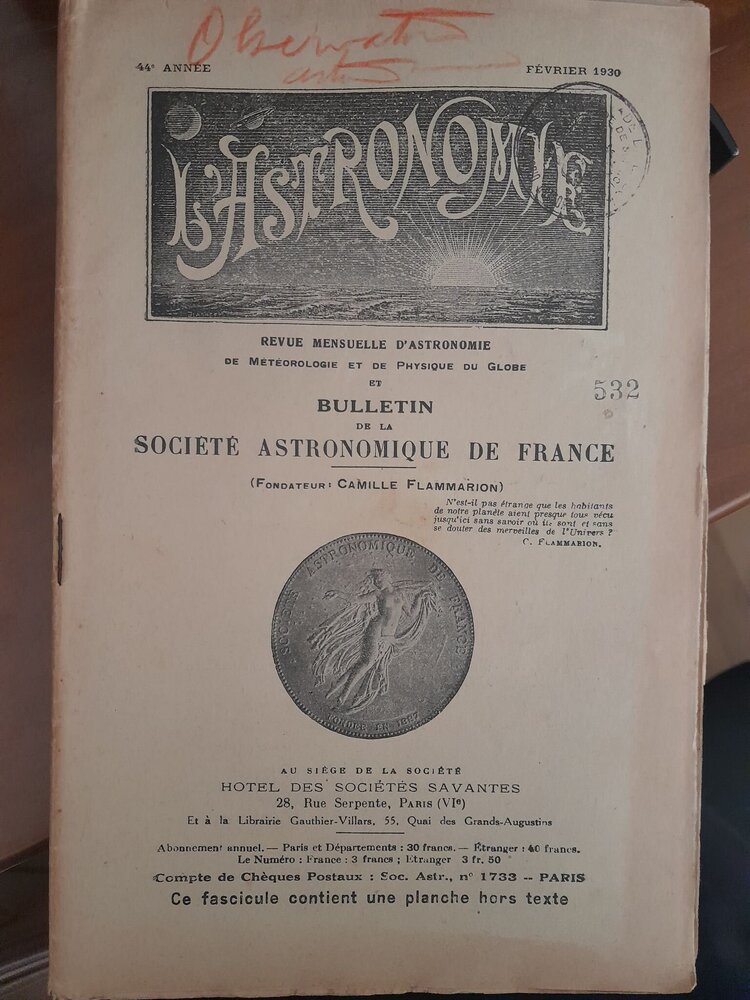 44e ANNÉE
FÉVRIER 1930
L'ASTRONOMIE
REVUE MENSUELLE D'ASTRONOMIE
DE MÉTÉOROLOGIE ET DE PHYSIQUE DU GLOBE
ET
532
BULLETIN
DE LA
SOCIÉTÉ ASTRONOMIQUE DE FRANCE
(FONDATEUR: CAMILLE FLAMMARION)
N'est-il pas étrange que les habitants
de notre planète aient presque tous vécu
jusqu'ici sans savoir où ils sont et sans
se douter des merveilles de l'Univers ?
C. FLAMMARION.
SOCIÉTÉ ASTRONOMIQUE DE FRANCE
FONDÉE EN 1887
AU SIÈGE DE LA SOCIÉTÉ
HOTEL DES SOCIÉTÉS SAVANTES
28, Rue Serpente, PARIS (VIe)
Et à la Librairie Gauthier-Villars, 55, Quai des Grands-Augustins
Abonnement annuel. — Paris et Départements : 30 francs. — Étranger : 40 francs.
Le Numéro : France : 3 francs ; Étranger 3 fr. 50
Compte de Chèques Postaux : Soc. Astr., n° 1733 -- PARIS
Ce fascicule contient une planche hors texte